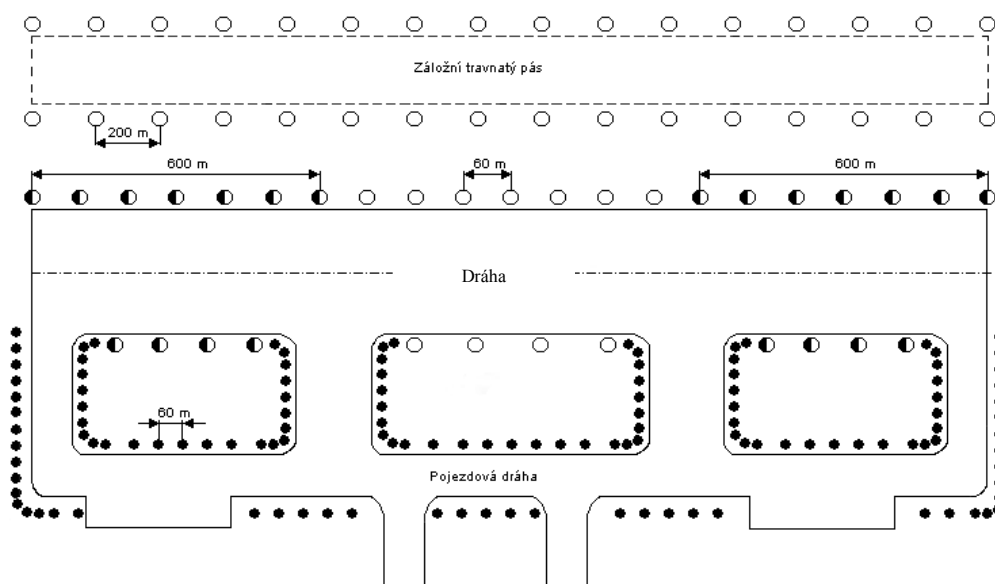 Záložní travnatý pás
200 m
600 m
60 m
600 m
Dráha
60 m
Pojezdová dráha